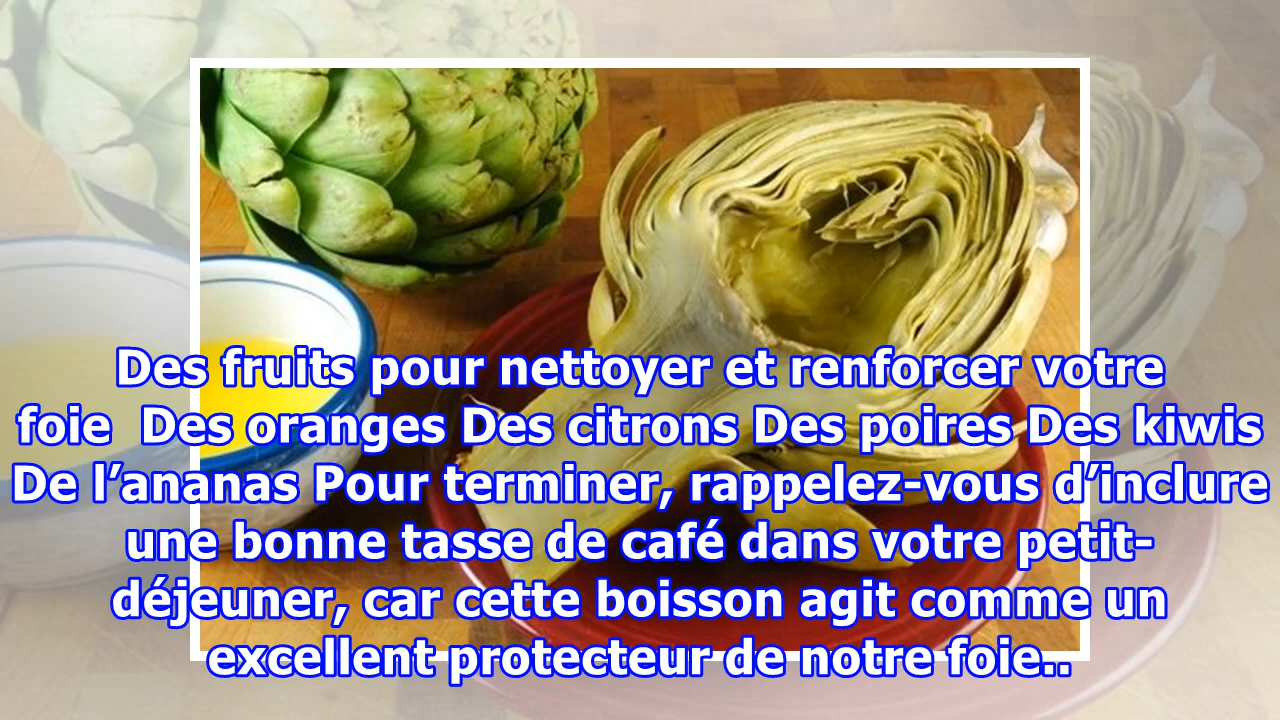 Des fruits pour nettoyer et renforcer votre
foie  Des oranges Des citrons Des poires Des kiwis
De l’ananas Pour terminer, rappelez-vous d’inclure
une bonne tasse de café dans votre petit-
déjeuner, car cette boisson agit comme un
excellent protecteur de notre foie..